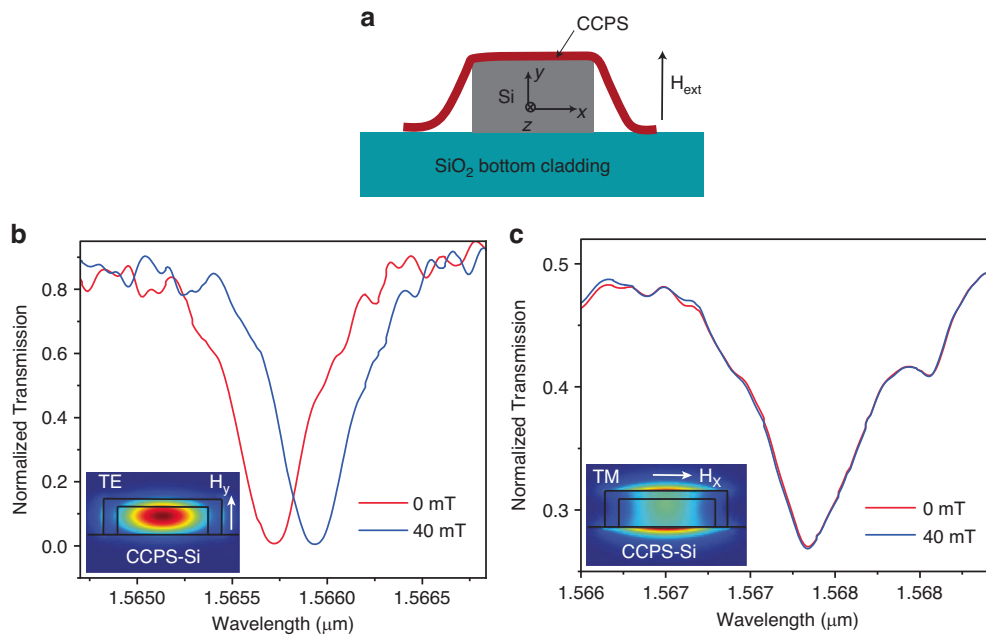 a
CCPS
y
Si
x
z
H_ext
SiO₂ bottom cladding
b
Normalized Transmission
0.8
0.6
0.4
0.2
0.0
TE
H_y
CCPS-Si
0 mT
40 mT
1.5650
1.5655
1.5660
1.5665
Wavelength (μm)
c
Normalized Transmission
0.5
0.4
0.3
TM
H_x
CCPS-Si
0 mT
40 mT
1.566
1.567
1.567
1.568
1.568
Wavelength (μm)